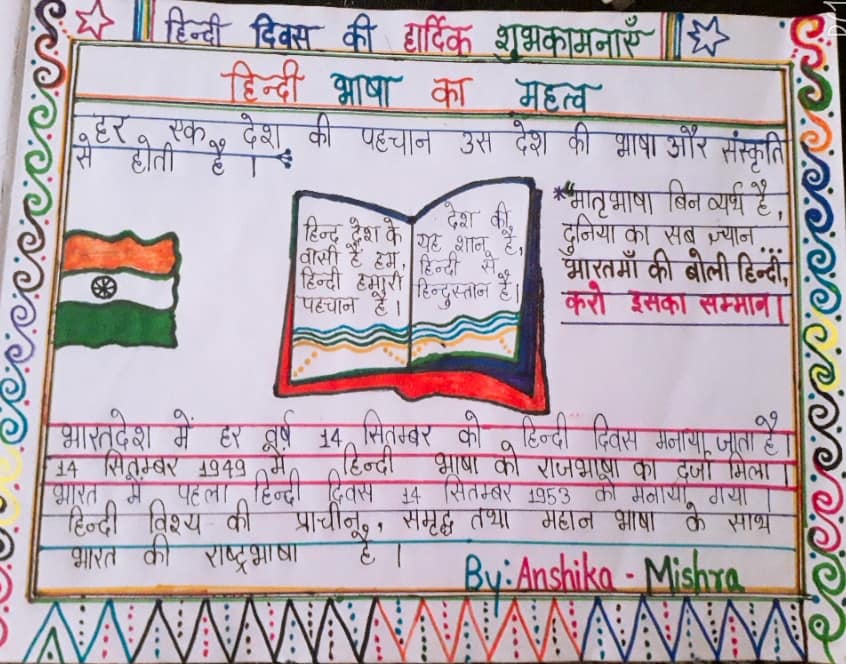 हिन्दी दिवस की हार्दिक शुभकामनाएँ
हिन्दी भाषा का महत्व
हर एक देश की पहचान उस देश की भाषा और संस्कृति
से होती है ।
हिन्द देश के
वासी हैं हम,
हिन्दी हमारी
पहचान है ।
देश की
यह शान है,
हिन्दी से
हिन्दुस्तान है ।
*"मातृभाषा बिन व्यर्थ है,
दुनिया का सब ज्यान...
भारतमाँ की बोली हिन्दी,
करो इसका सम्मान ।
भारतदेश में हर वर्ष 14 सितम्बर को हिन्दी दिवस मनाया जाता है ।
14 सितम्बर 1949 में हिन्दी भाषा को राजभाषा का दर्जा मिला ।
भारत में पहला हिन्दी दिवस 14 सितम्बर 1953 को मनाया गया ।
हिन्दी विश्य की प्राचीन, समृद्ध तथा महान भाषा के साथ
भारत की राष्ट्रभाषा है ।
By: Anshika - Mishra